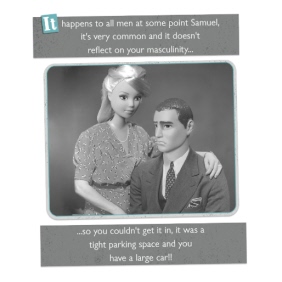 It happens to all men at some point Samuel,
it's very common and it doesn't
reflect on your masculinity...
...so you couldn't get it in, it was a
tight parking space and you
have a large car!!